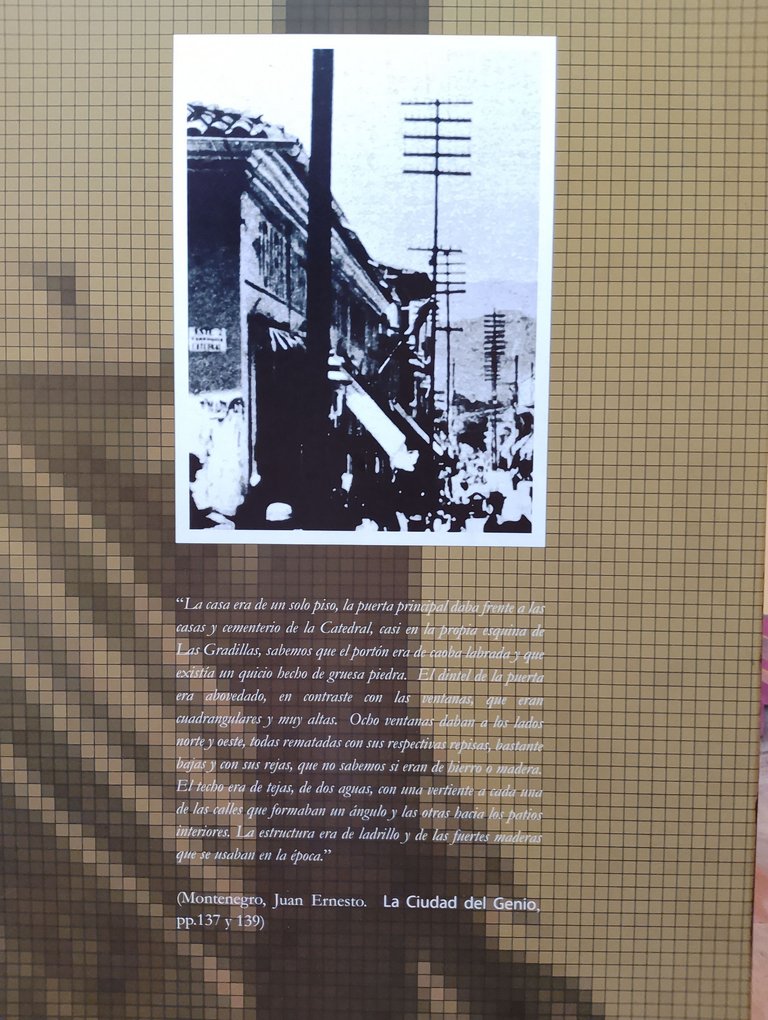 ESTE 2
CATEDRAL
“La casa era de un solo piso, la puerta principal daba frente a las
casas y cementerio de la Catedral, casi en la propia esquina de
Las Gradillas, sabemos que el portón era de caoba labrada y que
existía un quicio hecho de gruesa piedra. El dintel de la puerta
era abovedado, en contraste con las ventanas, que eran
cuadrangulares y muy altas. Ocho ventanas daban a los lados
norte y oeste, todas rematadas con sus respectivas repisas, bastante
bajas y con sus rejas, que no sabemos si eran de hierro o madera.
El techo era de tejas, de dos aguas, con una vertiente a cada una
de las calles que formaban un ángulo y las otras hacia los patios
interiores. La estructura era de ladrillo y de las fuertes maderas
que se usaban en la época.”
(Montenegro, Juan Ernesto. La Ciudad del Genio,
pp.137 y 139)